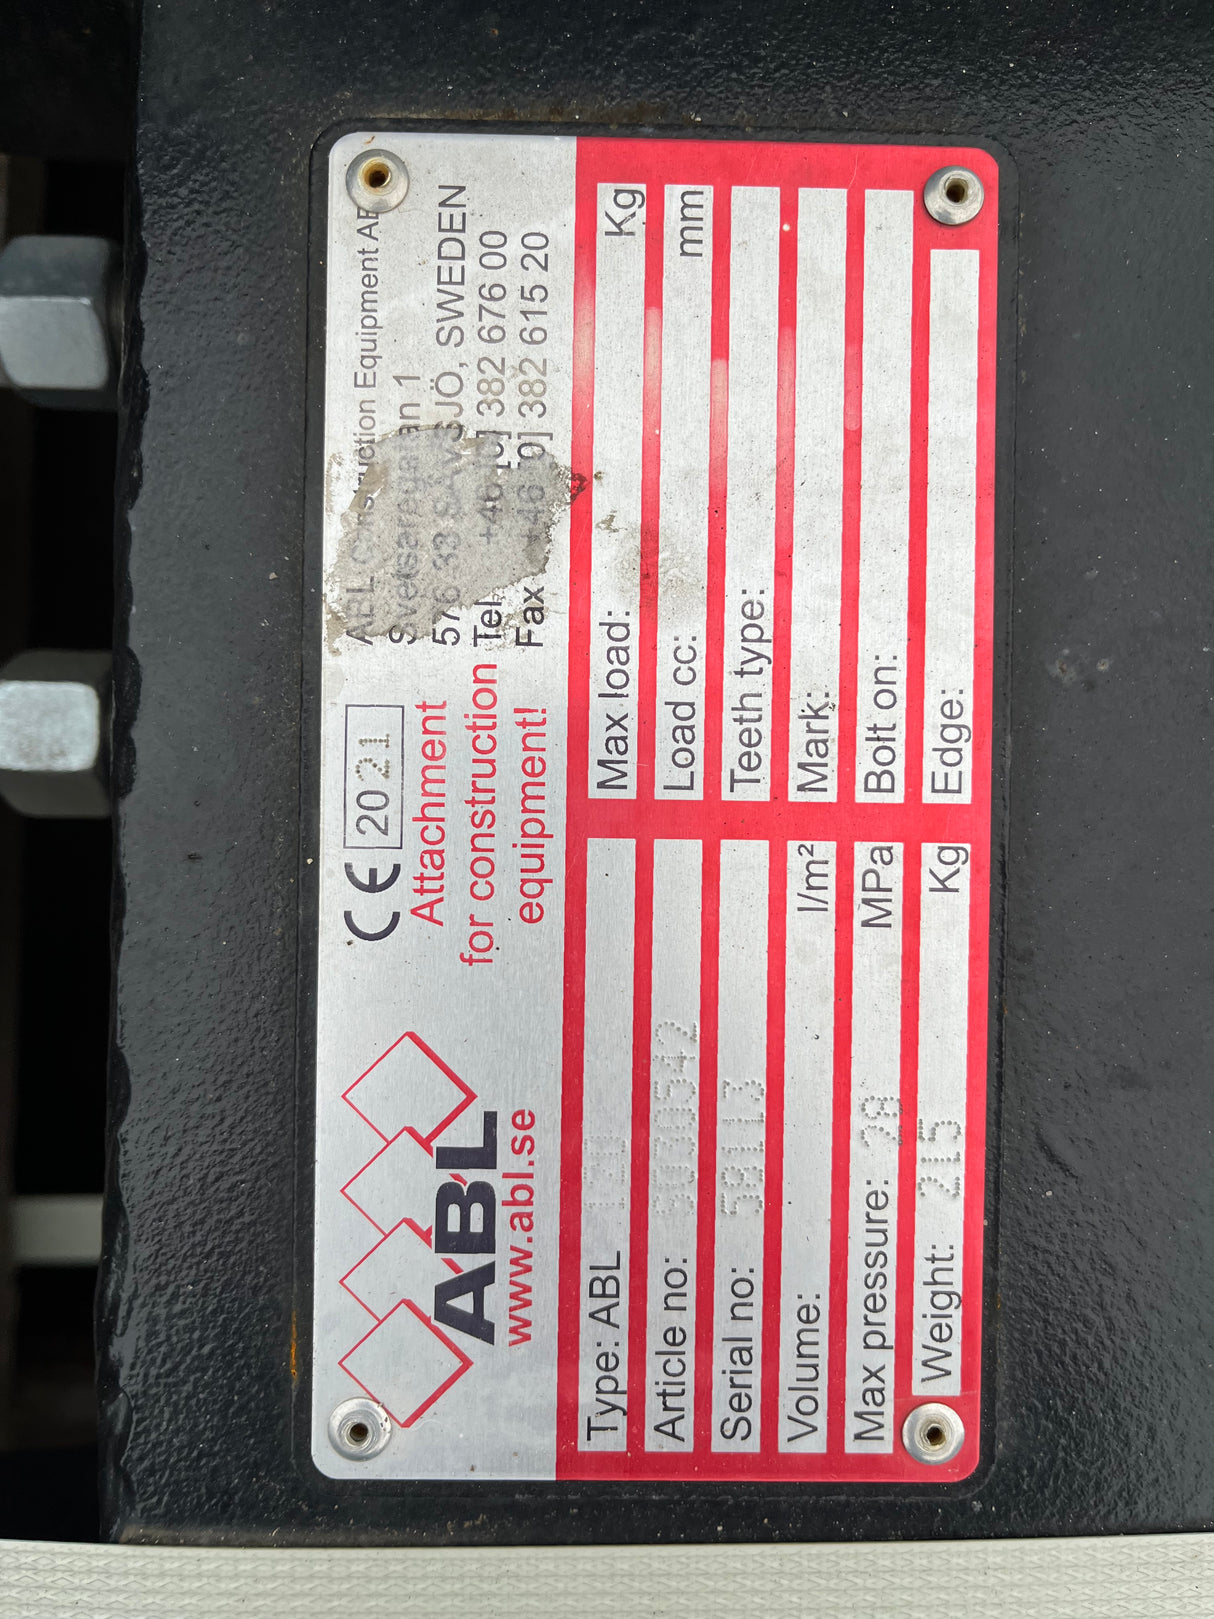 ABL
www.abl.se
CE 2021
Attachment
for construction
equipment!
ABL Construction Equipment AB
1
576 33 SÄVSJÖ, SWEDEN
Tel +46 [0] 382 676 00
Fax +46 [0] 382 615 20
Type: ABL
Article no:
Serial no: 59113
Volume: l/m²
Max pressure: 28 MPa
Weight: 215 Kg
Max load: Kg
Load cc: mm
Teeth type:
Mark:
Bolt on:
Edge: